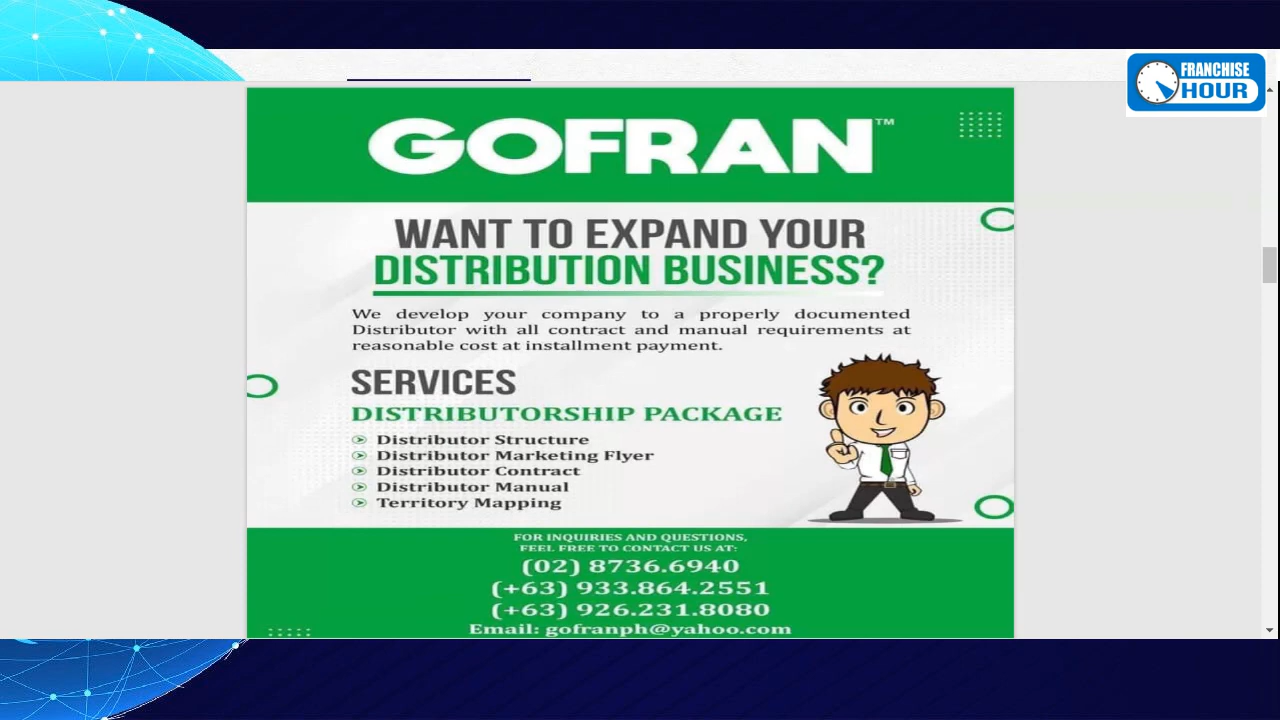 FRANCHISE
HOUR
GOFRAN™
WANT TO EXPAND YOUR
DISTRIBUTION BUSINESS?
We develop your company to a properly documented
Distributor with all contract and manual requirements at
reasonable cost at installment payment.
SERVICES
DISTRIBUTORSHIP PACKAGE
Distributor Structure
Distributor Marketing Flyer
Distributor Contract
Distributor Manual
Territory Mapping
FOR INQUIRIES AND QUESTIONS,
FEEL FREE TO CONTACT US AT:
(02) 8736.6940
(+63) 933.864.2551
(+63) 926.231.8080
Email: gofranph@yahoo.com